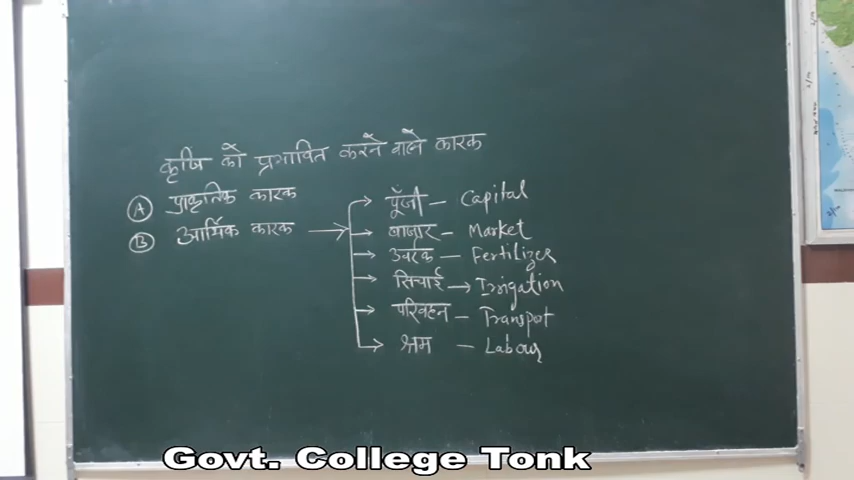 कृषि को प्रभावित करने वाले कारक
Ⓐ प्राकृतिक कारक
Ⓑ आर्थिक कारक → पूँजी – Capital
बाजार – Market
उर्वरक – Fertilizer
सिंचाई → Irrigation
परिवहन – Transport
श्रम – Labour
Govt. College Tonk